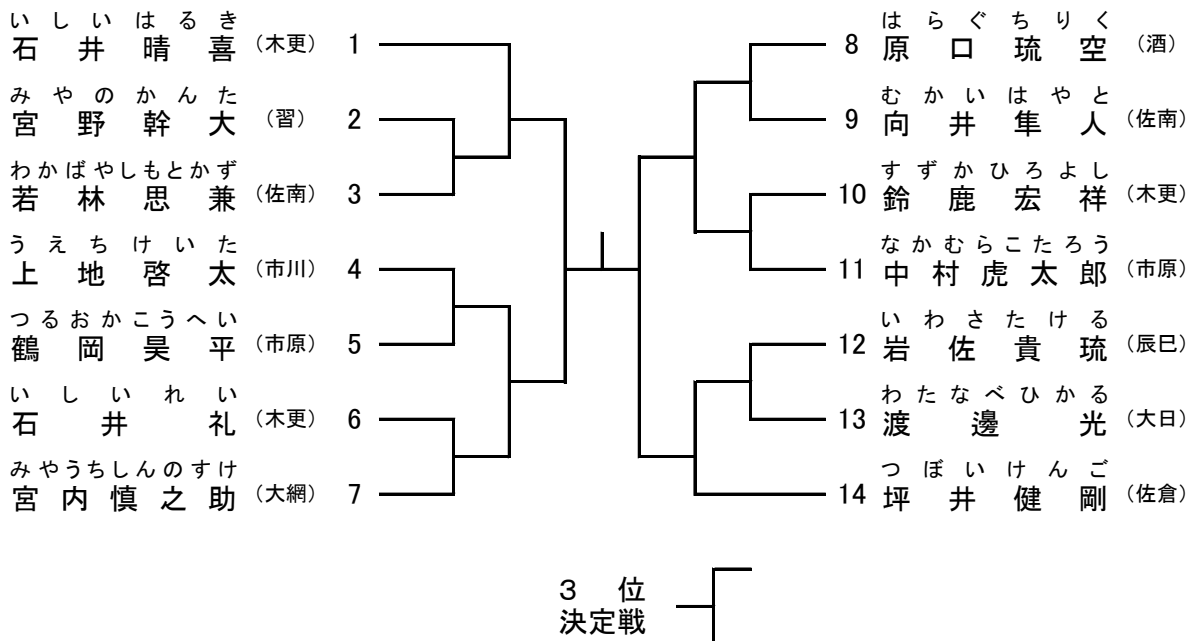 いしいはるき
石井晴喜 (木更) 1
みやのかんた
宮野幹大 (習) 2
わかばやしもとかず
若林思兼 (佐南) 3
うえちけいた
上地啓太 (市川) 4
つるおかこうへい
鶴岡昊平 (市原) 5
いしいれい
石井礼 (木更) 6
みやうちしんのすけ
宮内慎之助 (大網) 7
はらぐちりく
8 原口琉空 (酒)
むかいはやと
9 向井隼人 (佐南)
すずかひろよし
10 鈴鹿宏祥 (木更)
なかむらこたろう
11 中村虎太郎 (市原)
いわさたける
12 岩佐貴琉 (辰巳)
わたなべひかる
13 渡邊光 (大日)
つぼいけんご
14 坪井健剛 (佐倉)
3位
決定戦